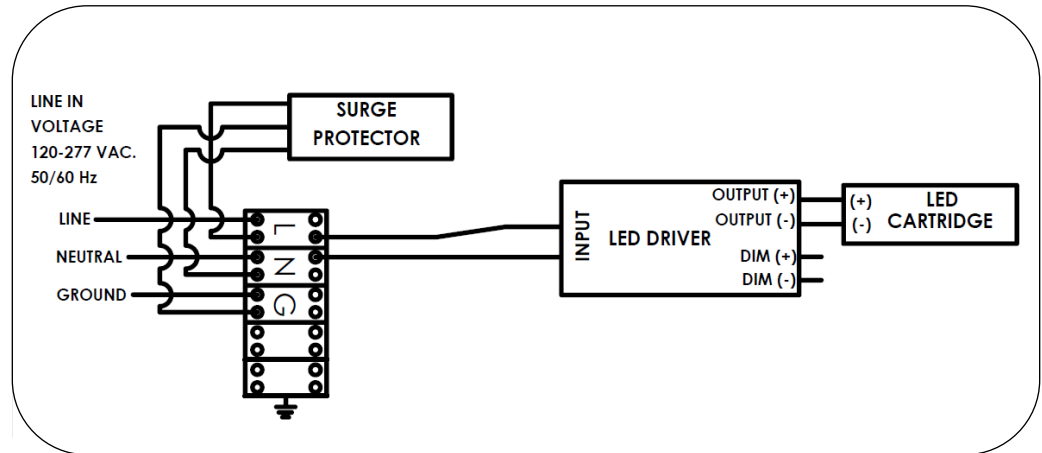 LINE IN
VOLTAGE
120-277 VAC.
50/60 Hz
SURGE
PROTECTOR
LINE
NEUTRAL
GROUND
L
N
G
INPUT
LED DRIVER
OUTPUT (+)
OUTPUT (-)
DIM (+)
DIM (-)
(+)
(-)
LED
CARTRIDGE